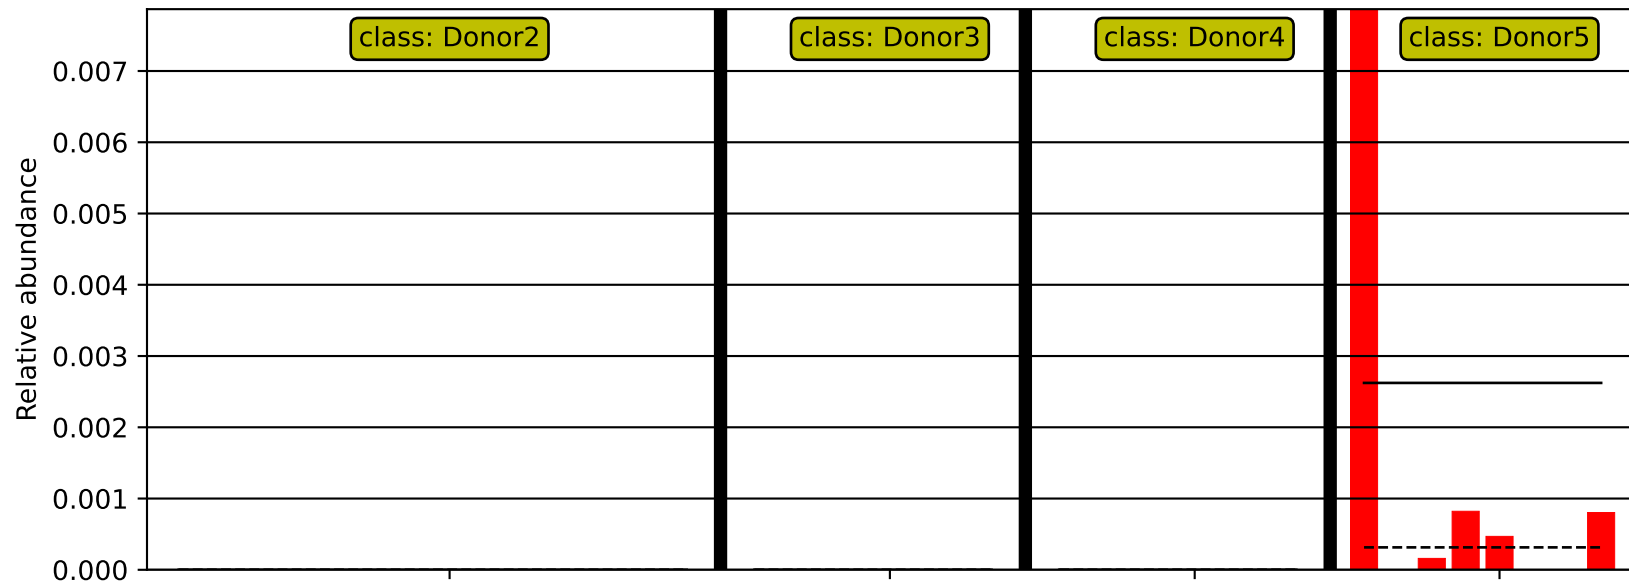 class: Donor2
class: Donor3
class: Donor4
class: Donor5
Relative abundance
0.007
0.006
0.005
0.004
0.003
0.002
0.001
0.000